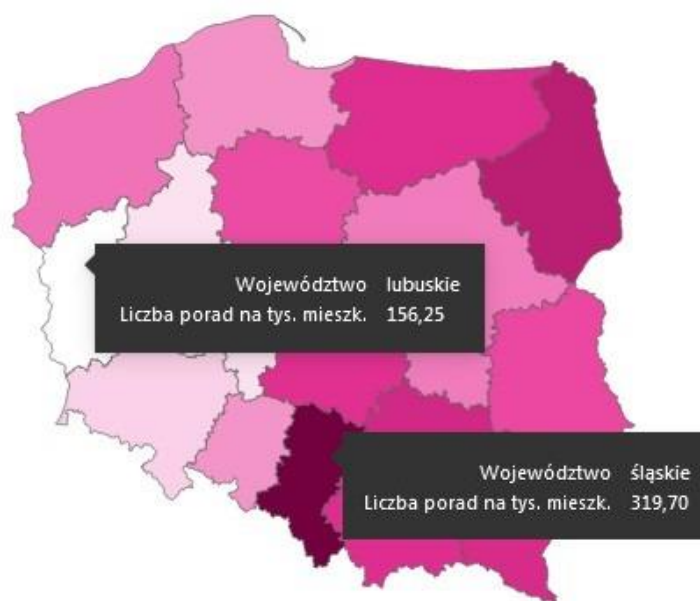 Województwo lubuskie
Liczba porad na tys. mieszk. 156,25
Województwo śląskie
Liczba porad na tys. mieszk. 319,70